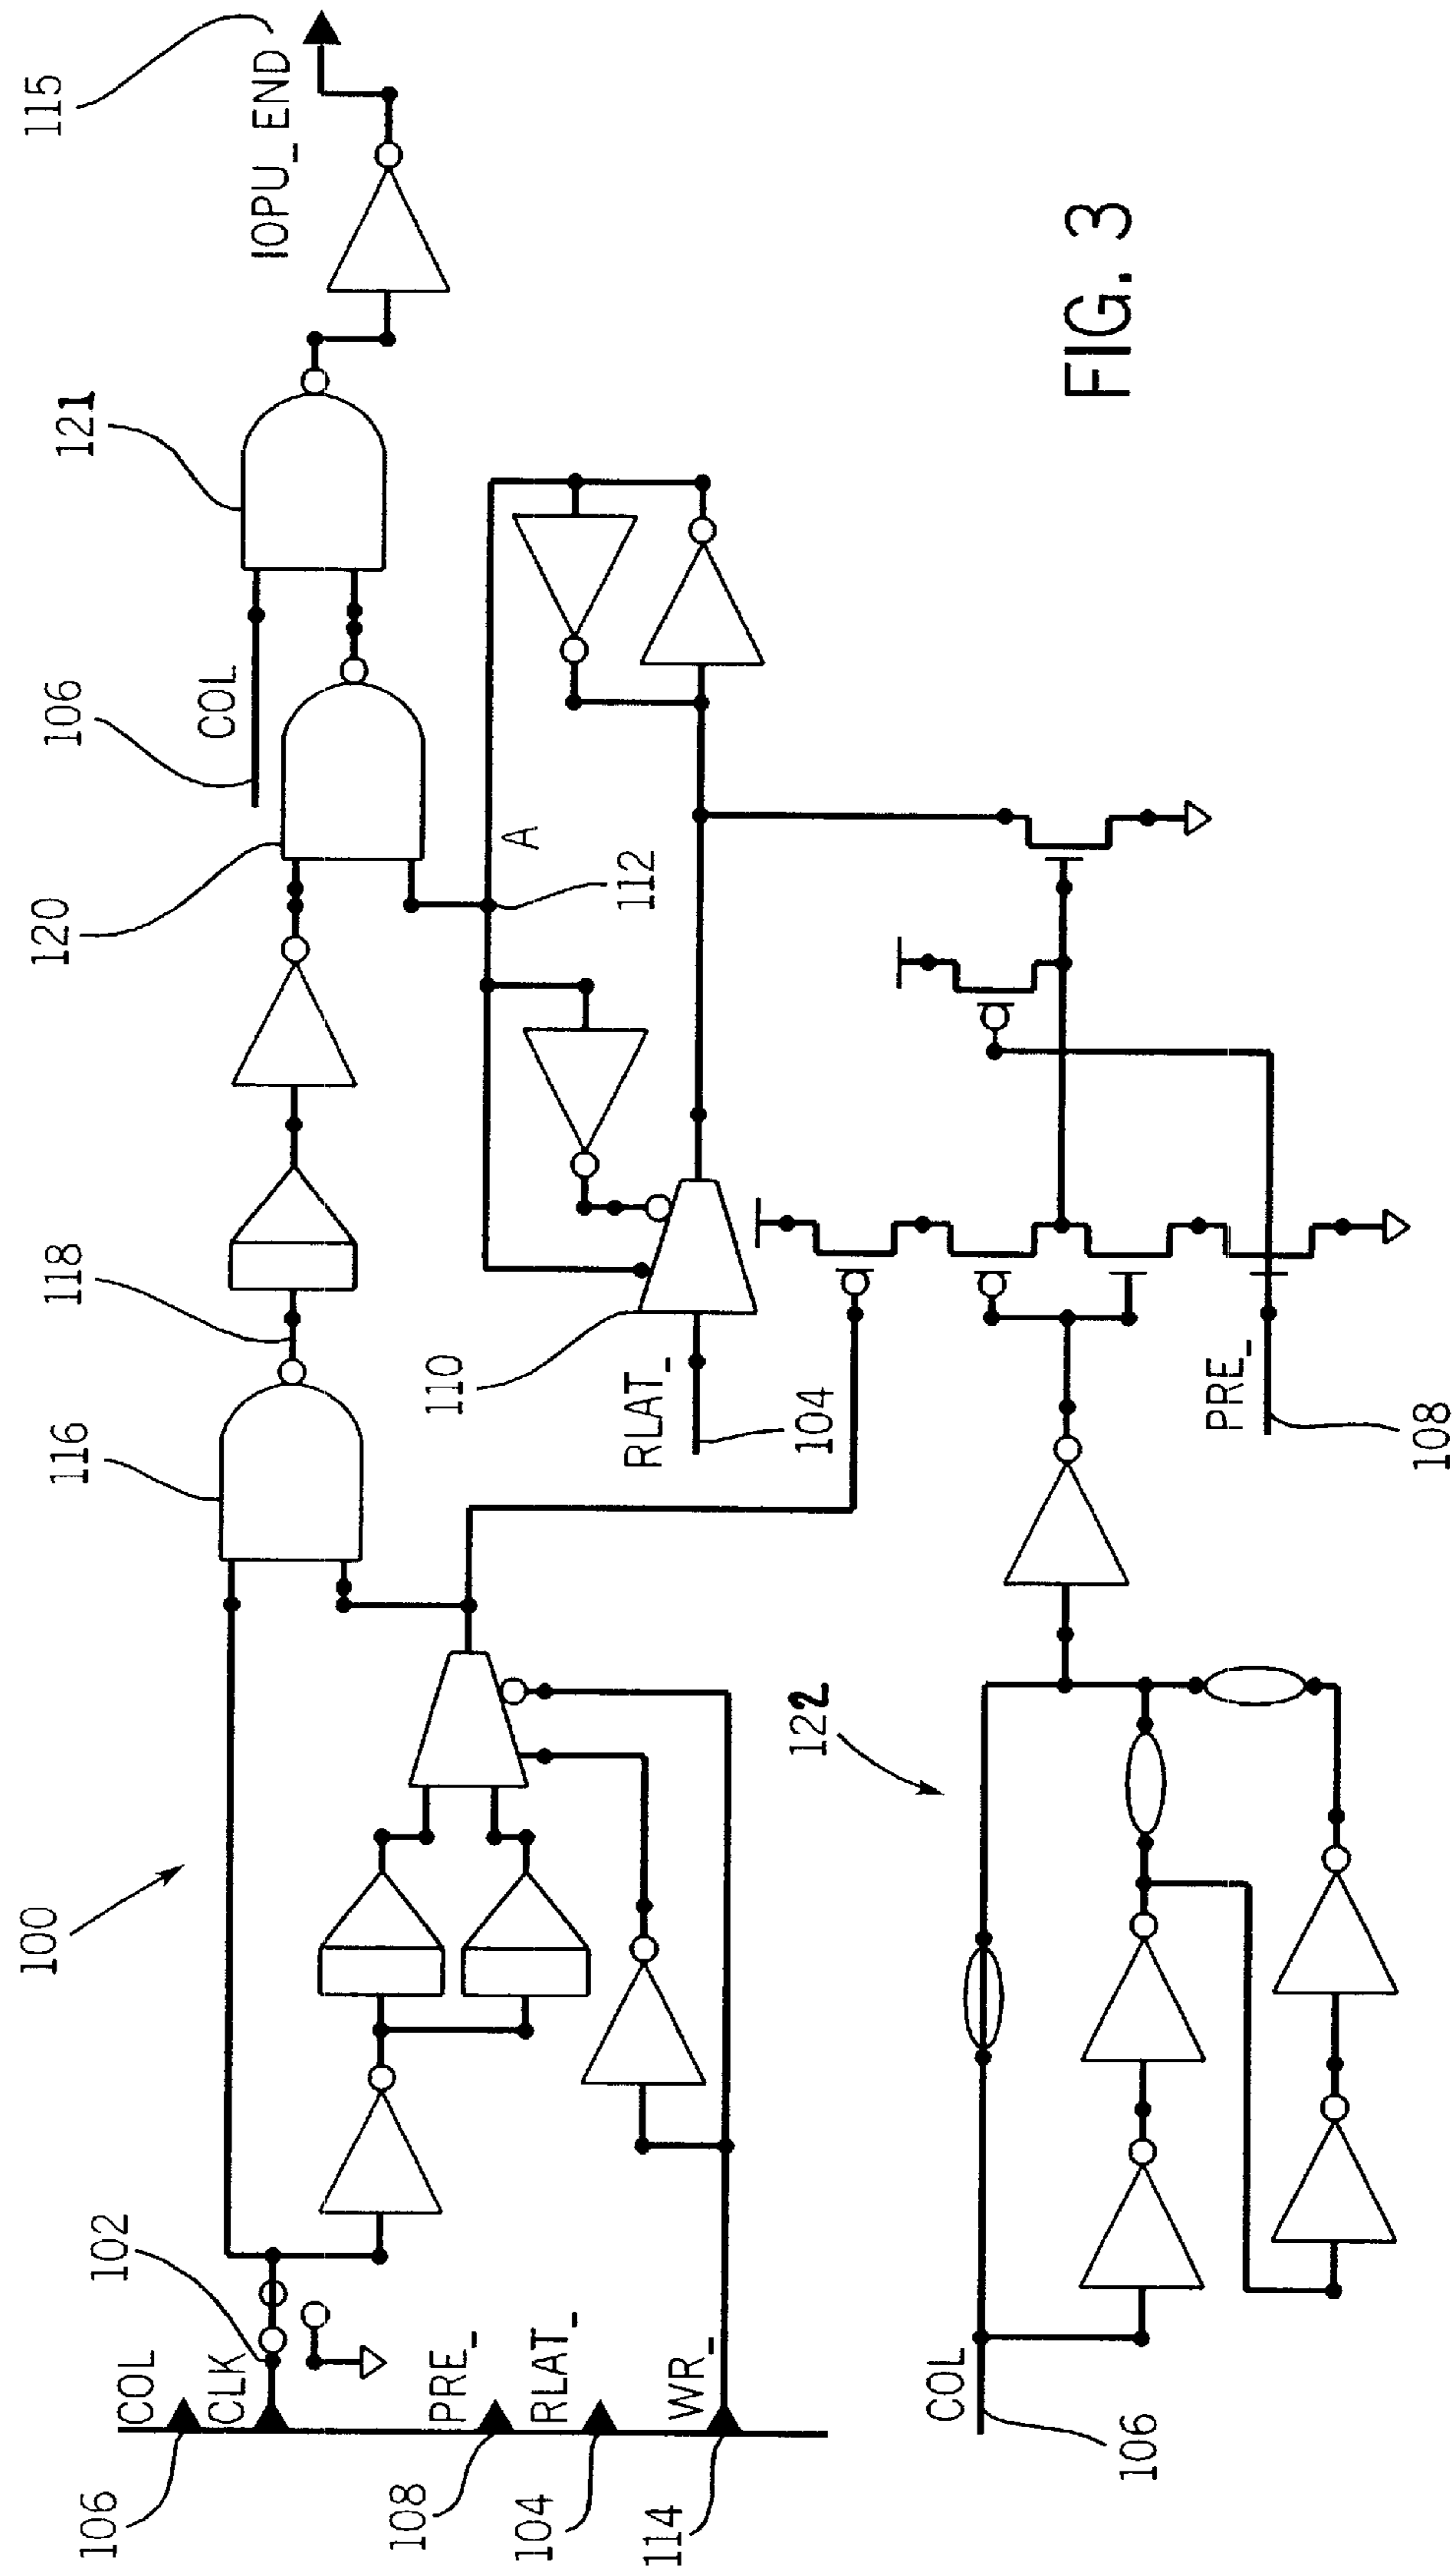 115
IOPU_END
121
106
COL
120
118
116
A
112
110
RLAT_
104
PRE_
108
100
122
102
COL
CLK
PRE_
RLAT_
WR_
106
108
104
114
COL
106
FIG. 3